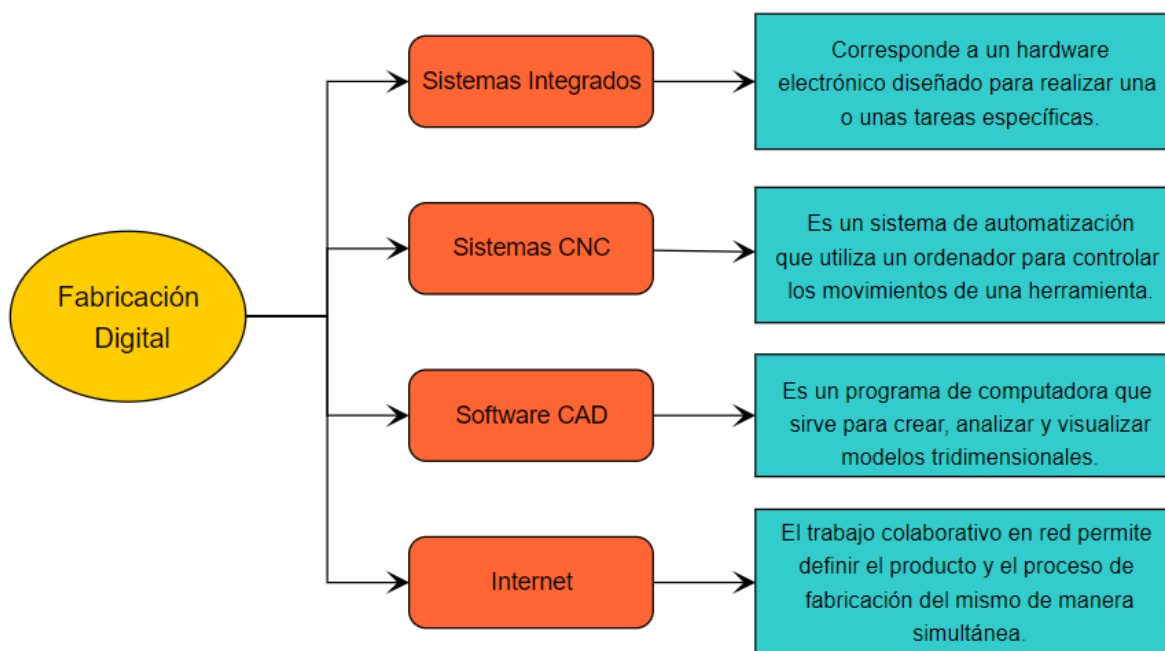 Fabricación
Digital
Sistemas Integrados
Corresponde a un hardware
electrónico diseñado para realizar una
o unas tareas específicas.
Sistemas CNC
Es un sistema de automatización
que utiliza un ordenador para controlar
los movimientos de una herramienta.
Software CAD
Es un programa de computadora que
sirve para crear, analizar y visualizar
modelos tridimensionales.
Internet
El trabajo colaborativo en red permite
definir el producto y el proceso de
fabricación del mismo de manera
simultánea.